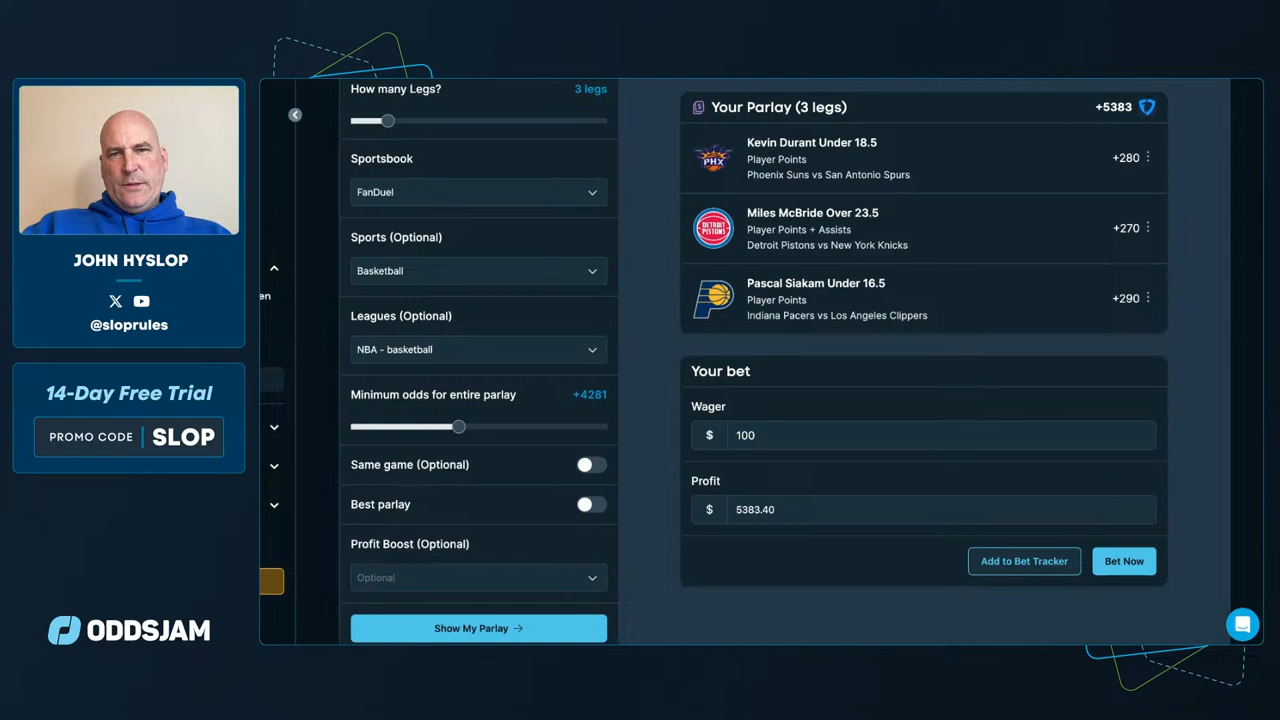 JOHN HYSLOP
@sloprules
14-Day Free Trial
PROMO CODE SLOP
ODDSJAM
en
How many Legs? 3 legs
Sportsbook
FanDuel
Sports (Optional)
Basketball
Leagues (Optional)
NBA - basketball
Minimum odds for entire parlay +4281
Same game (Optional)
Best parlay
Profit Boost (Optional)
Optional
Show My Parlay →
Your Parlay (3 legs) +5383
PHX
Kevin Durant Under 18.5
Player Points +280
Phoenix Suns vs San Antonio Spurs
DETROIT PISTONS
Miles McBride Over 23.5
Player Points + Assists +270
Detroit Pistons vs New York Knicks
Pascal Siakam Under 16.5
Player Points +290
Indiana Pacers vs Los Angeles Clippers
Your bet
Wager
$ 100
Profit
$ 5383.40
Add to Bet Tracker Bet Now